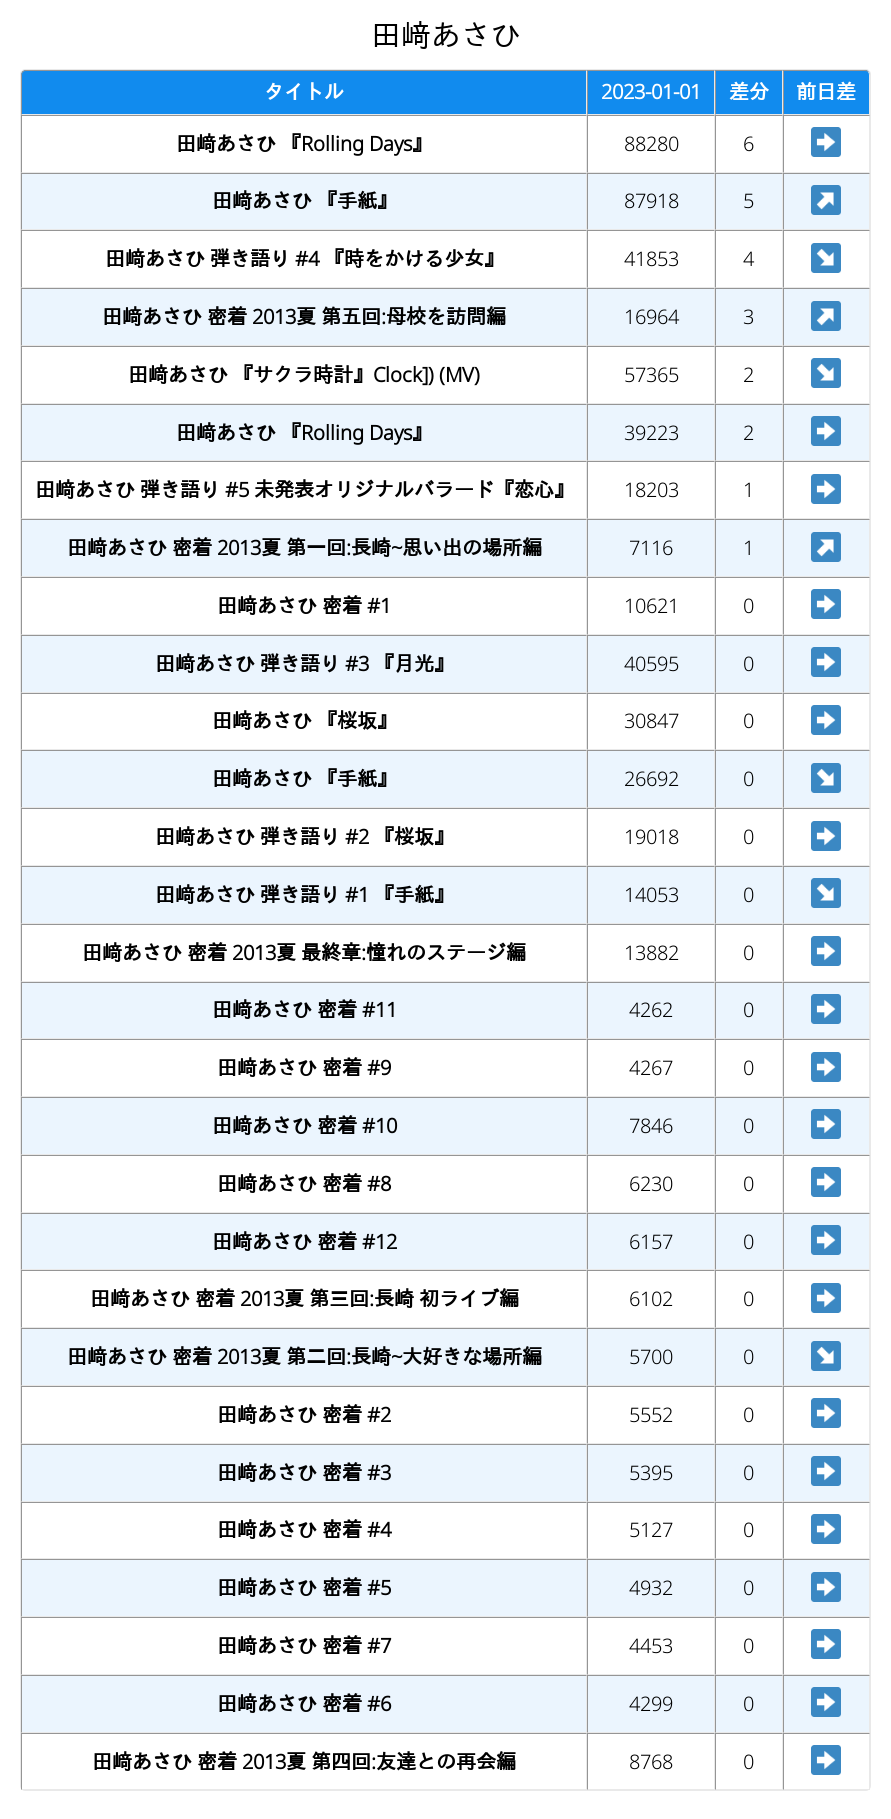 田﨑あさひ
タイトル 2023-01-01 差分 前日差
田﨑あさひ 『Rolling Days』 88280 6 ➡
田﨑あさひ 『手紙』 87918 5 ↗
田﨑あさひ 弾き語り #4 『時をかける少女』 41853 4 ↘
田﨑あさひ 密着 2013夏 第五回:母校を訪問編 16964 3 ↗
田﨑あさひ 『サクラ時計』Clock]) (MV) 57365 2 ↘
田﨑あさひ 『Rolling Days』 39223 2 ➡
田﨑あさひ 弾き語り #5 未発表オリジナルバラード『恋心』 18203 1 ➡
田﨑あさひ 密着 2013夏 第一回:長崎~思い出の場所編 7116 1 ↗
田﨑あさひ 密着 #1 10621 0 ➡
田﨑あさひ 弾き語り #3 『月光』 40595 0 ➡
田﨑あさひ 『桜坂』 30847 0 ➡
田﨑あさひ 『手紙』 26692 0 ↘
田﨑あさひ 弾き語り #2 『桜坂』 19018 0 ➡
田﨑あさひ 弾き語り #1 『手紙』 14053 0 ↘
田﨑あさひ 密着 2013夏 最終章:憧れのステージ編 13882 0 ➡
田﨑あさひ 密着 #11 4262 0 ➡
田﨑あさひ 密着 #9 4267 0 ➡
田﨑あさひ 密着 #10 7846 0 ➡
田﨑あさひ 密着 #8 6230 0 ➡
田﨑あさひ 密着 #12 6157 0 ➡
田﨑あさひ 密着 2013夏 第三回:長崎 初ライブ編 6102 0 ➡
田﨑あさひ 密着 2013夏 第二回:長崎~大好きな場所編 5700 0 ↘
田﨑あさひ 密着 #2 5552 0 ➡
田﨑あさひ 密着 #3 5395 0 ➡
田﨑あさひ 密着 #4 5127 0 ➡
田﨑あさひ 密着 #5 4932 0 ➡
田﨑あさひ 密着 #7 4453 0 ➡
田﨑あさひ 密着 #6 4299 0 ➡
田﨑あさひ 密着 2013夏 第四回:友達との再会編 8768 0 ➡